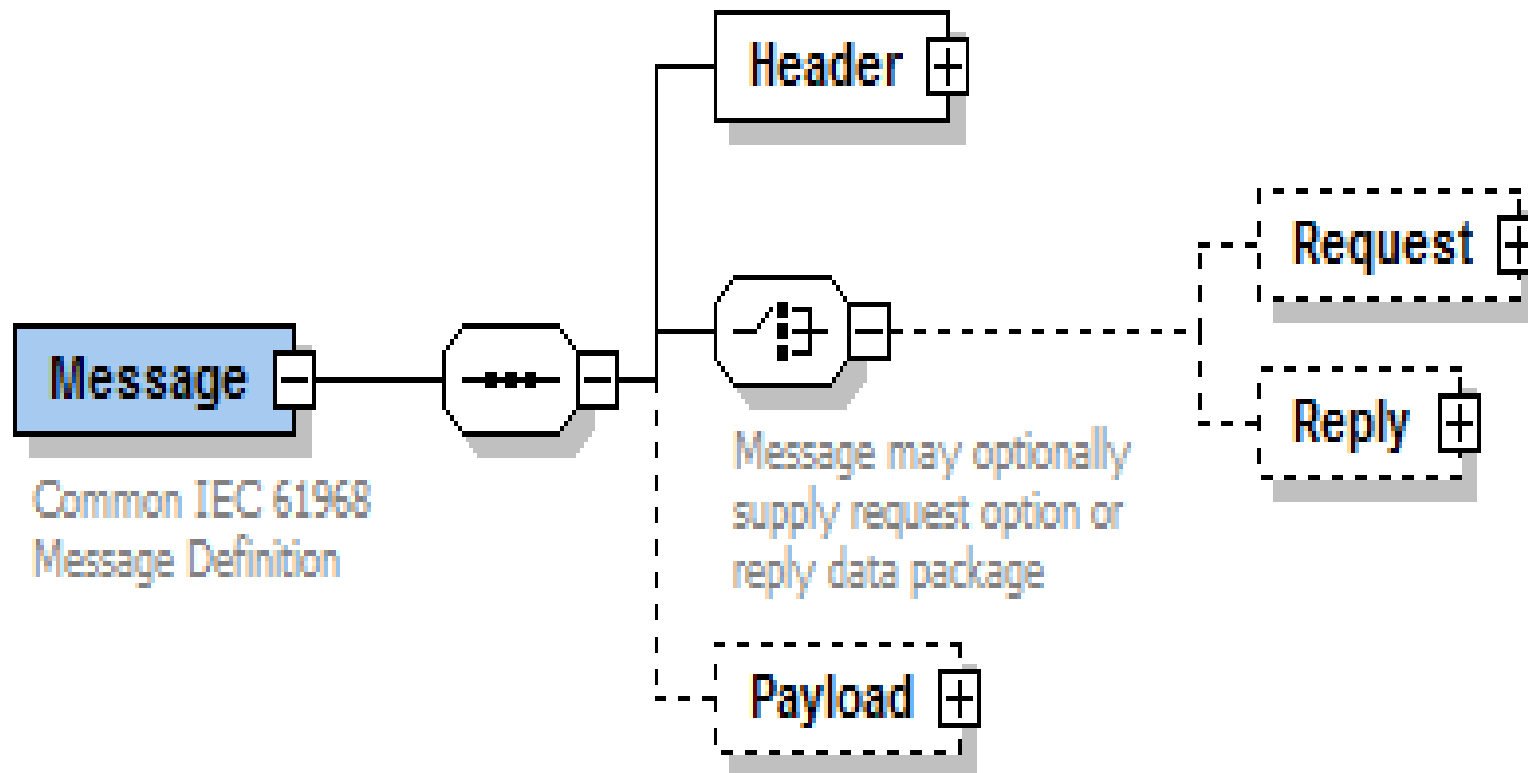 Header
Request
Message
Reply
Common IEC 61968
Message Definition
Message may optionally
supply request option or
reply data package
Payload